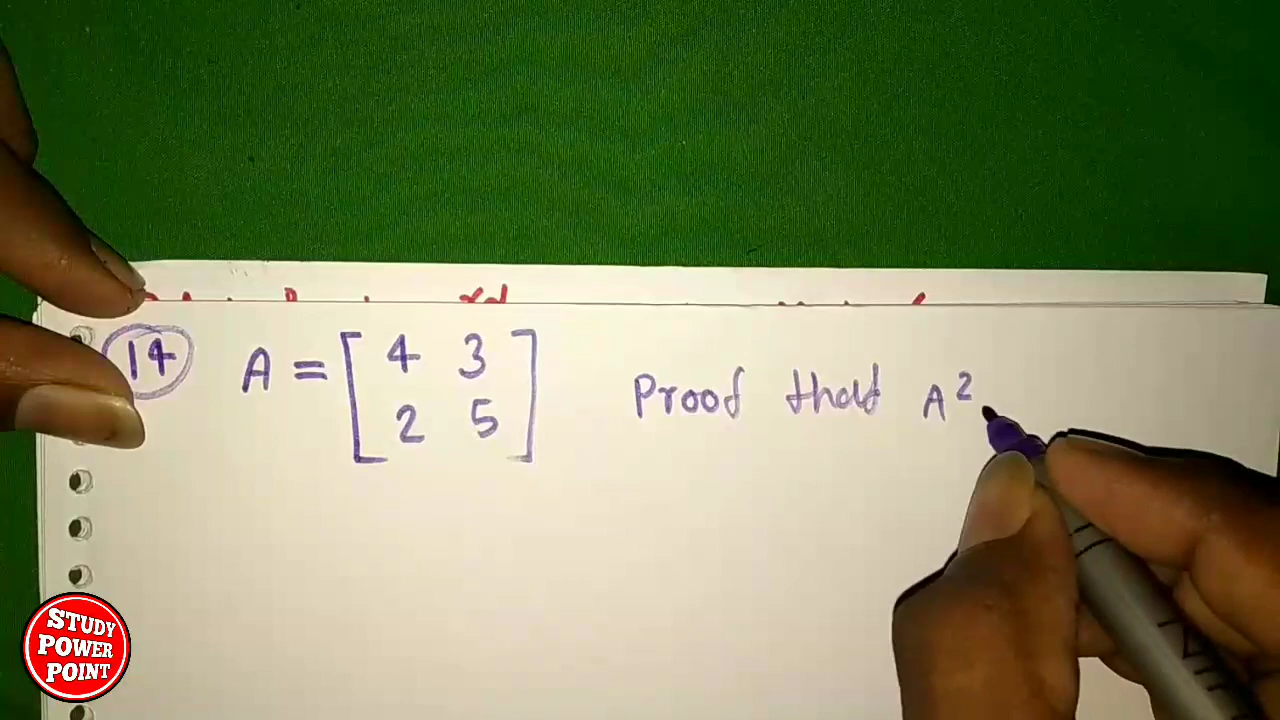 14 A = [ 4 3
2 5 ] Proof that A²
STUDY
POWER
POINT